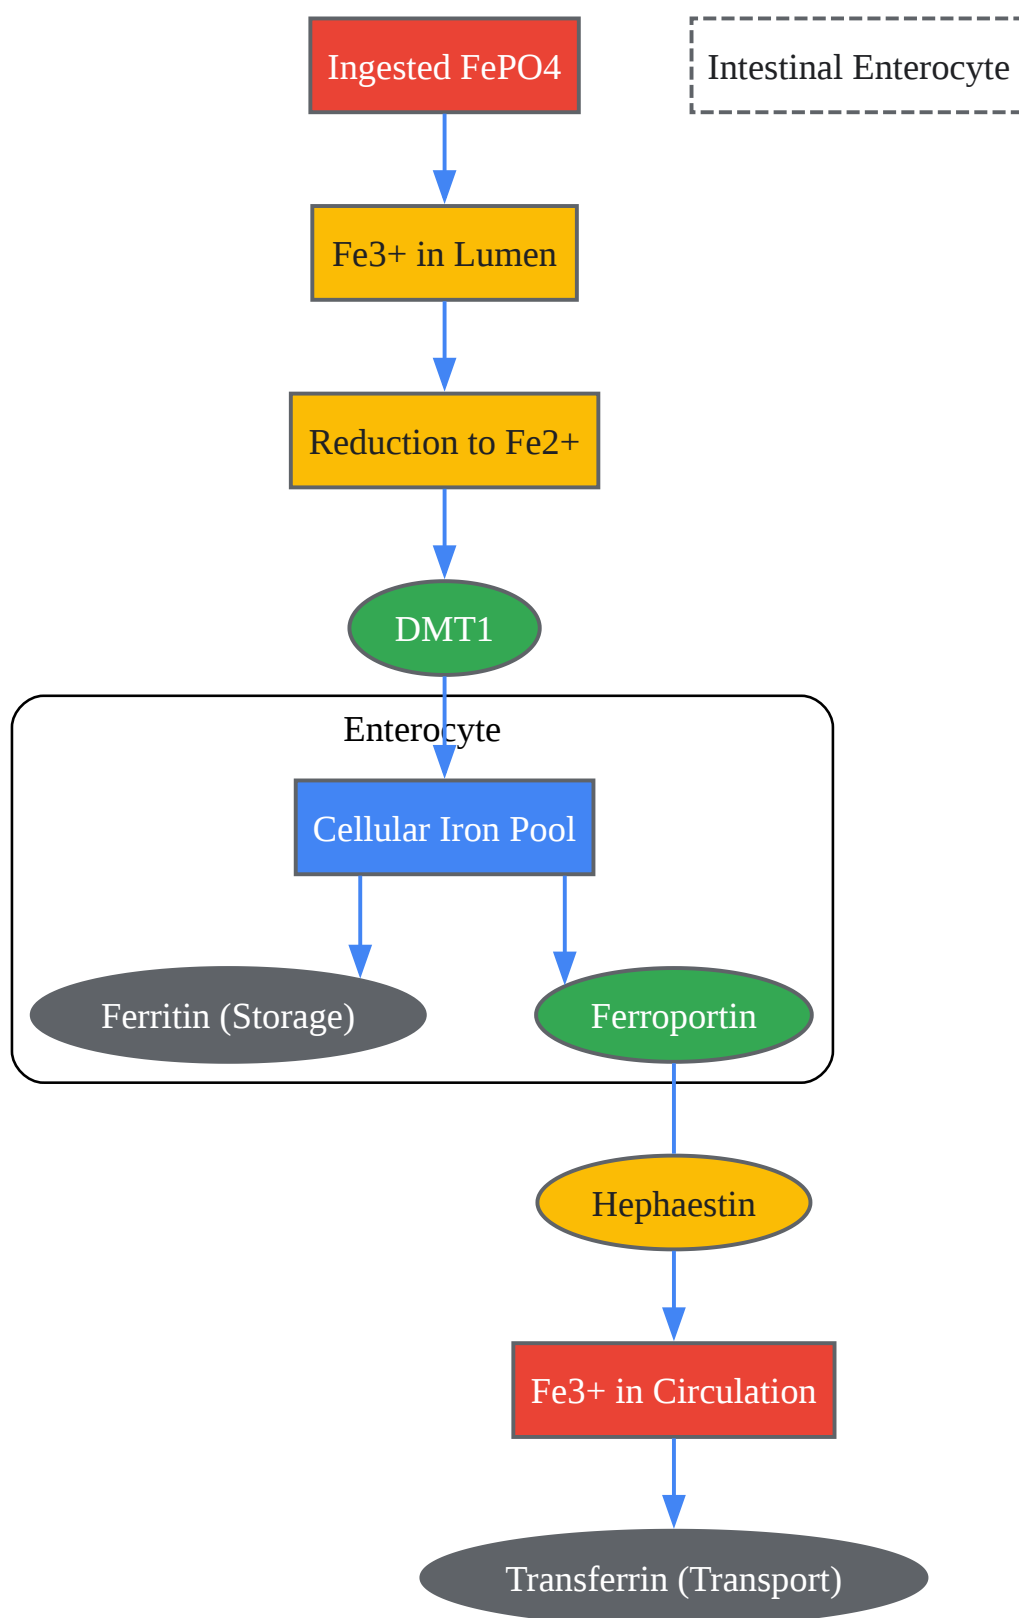 Ingested FePO4
Intestinal Enterocyte
Fe3+ in Lumen
Reduction to Fe2+
DMT1
Enterocyte
Cellular Iron Pool
Ferritin (Storage)
Ferroportin
Hephaestin
Fe3+ in Circulation
Transferrin (Transport)